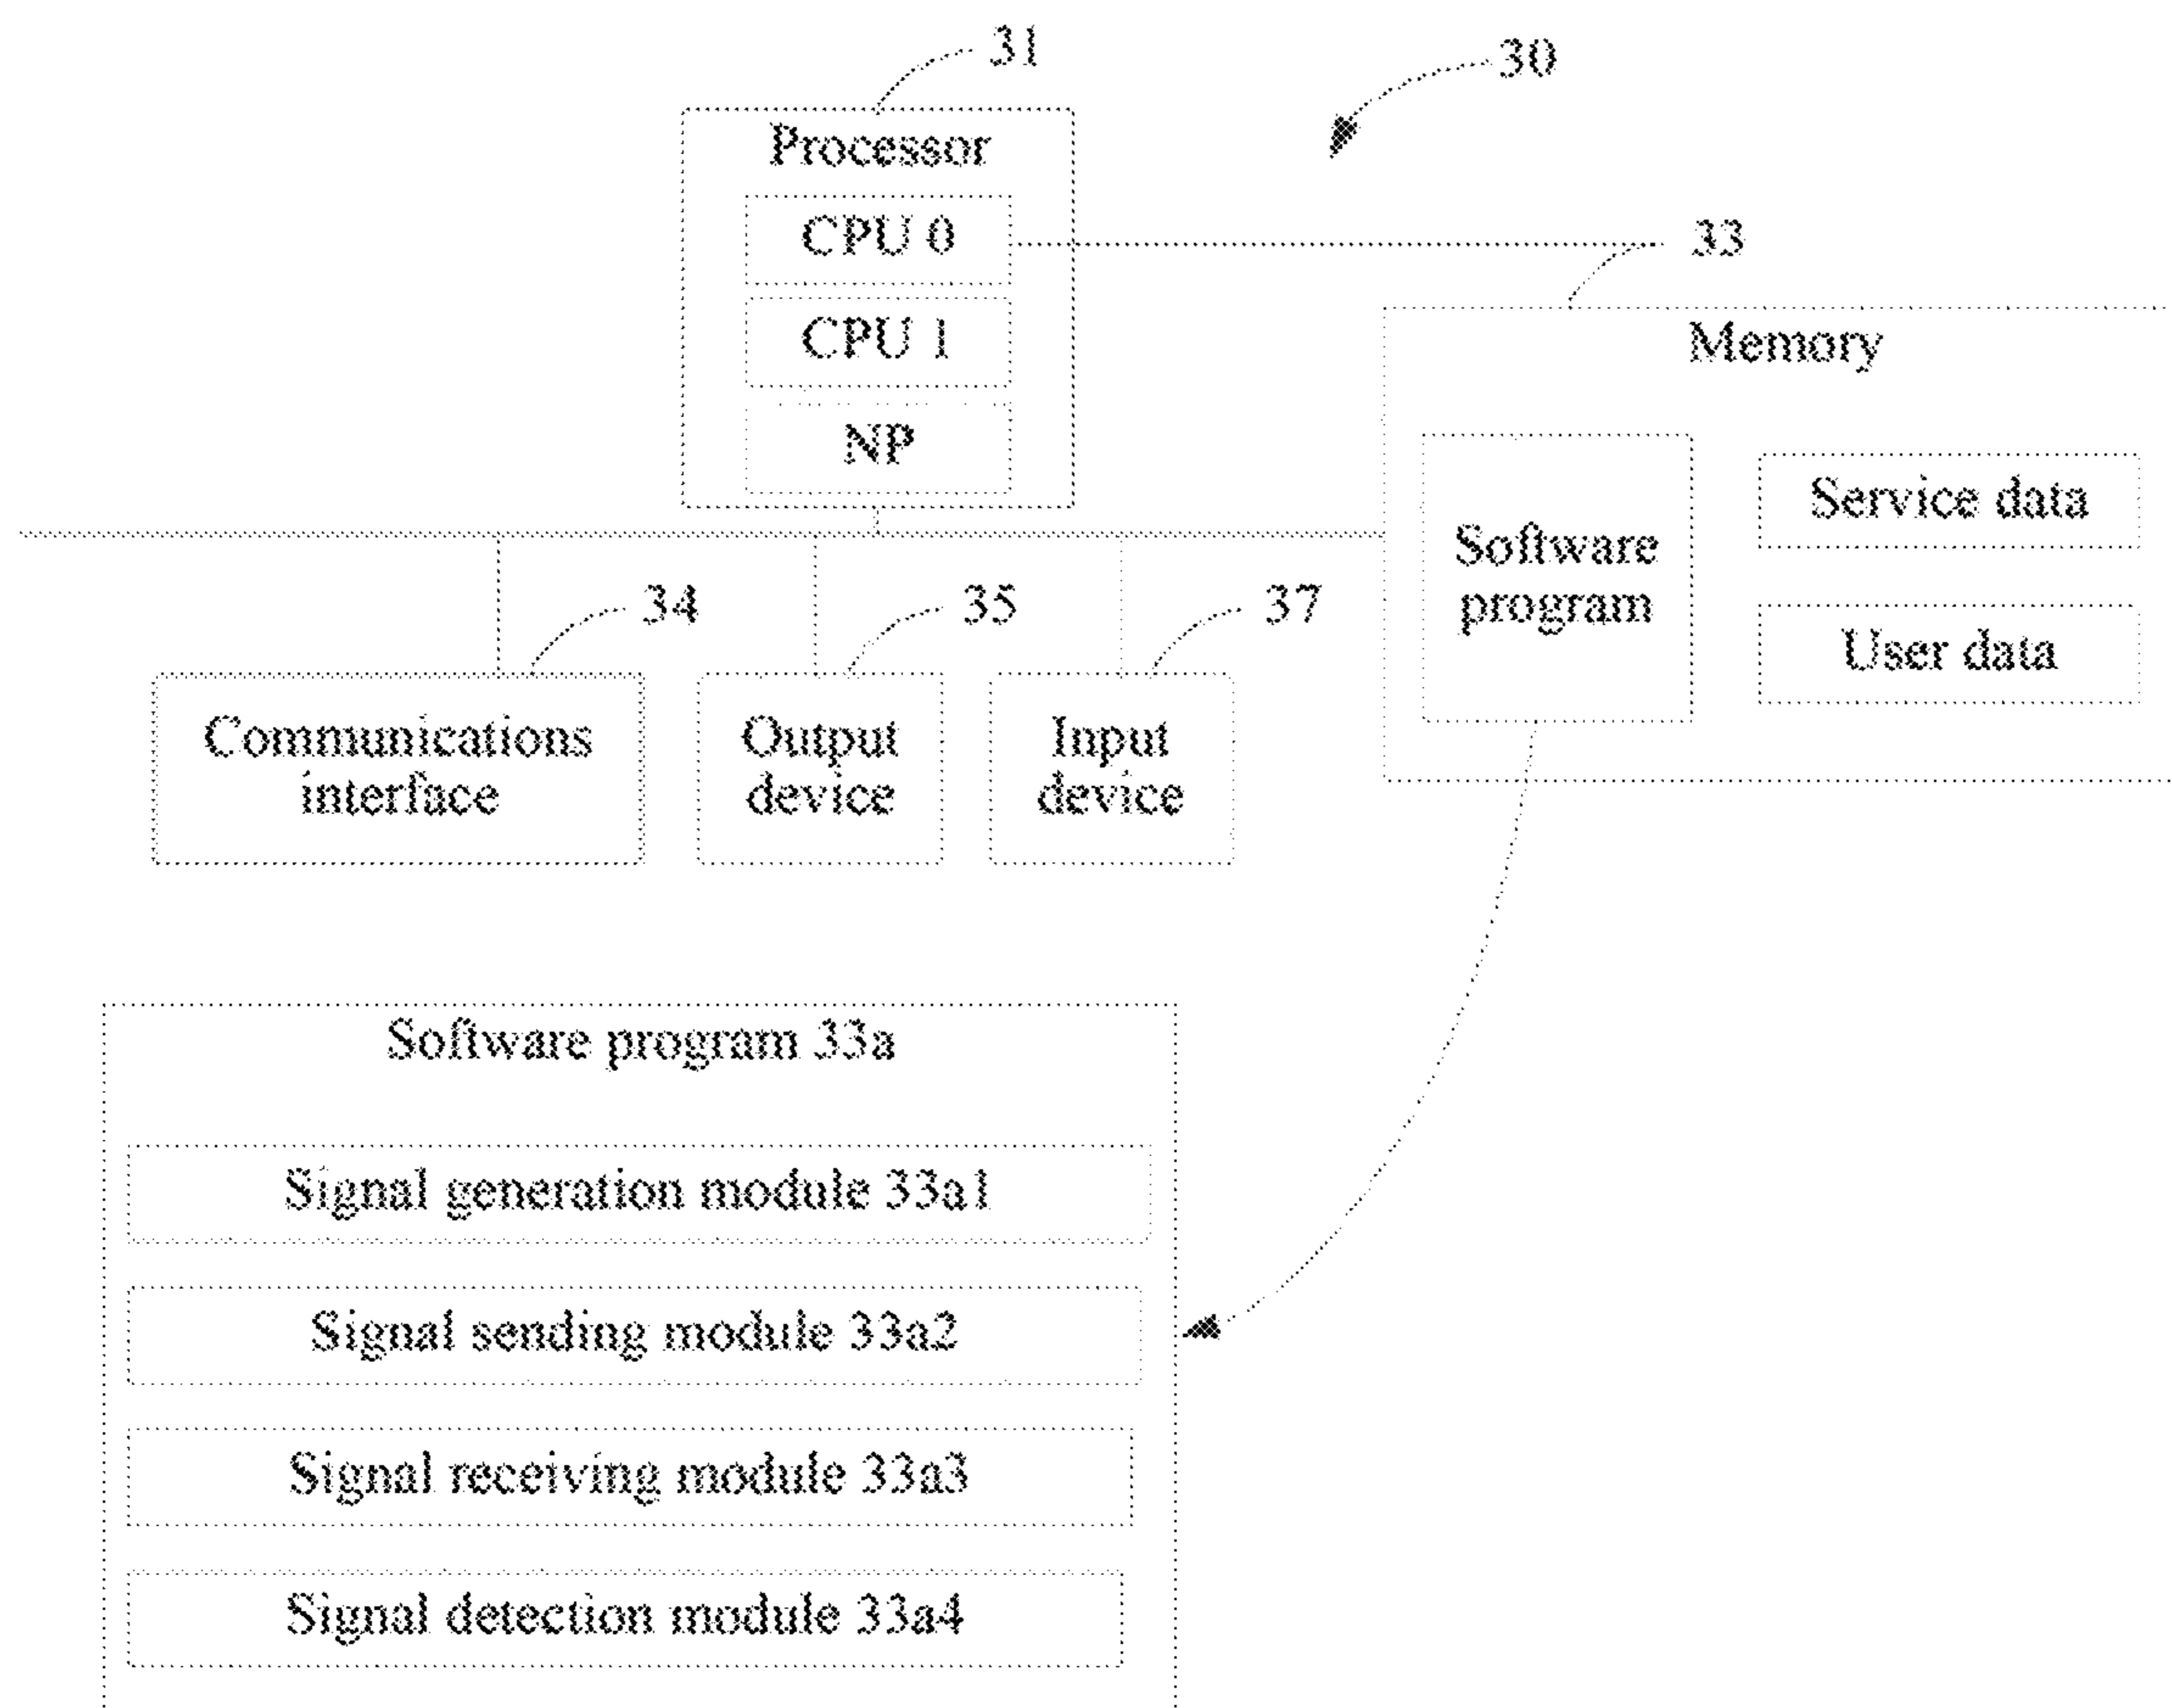 31
30
Processor
CPU 0
33
CPU 1
Memory
NP
Service data
Software
program
34
35
37
User data
Communications
interface
Output
device
Input
device
Software program 33a
Signal generation module 33a1
Signal sending module 33a2
Signal receiving module 33a3
Signal detection module 33a4